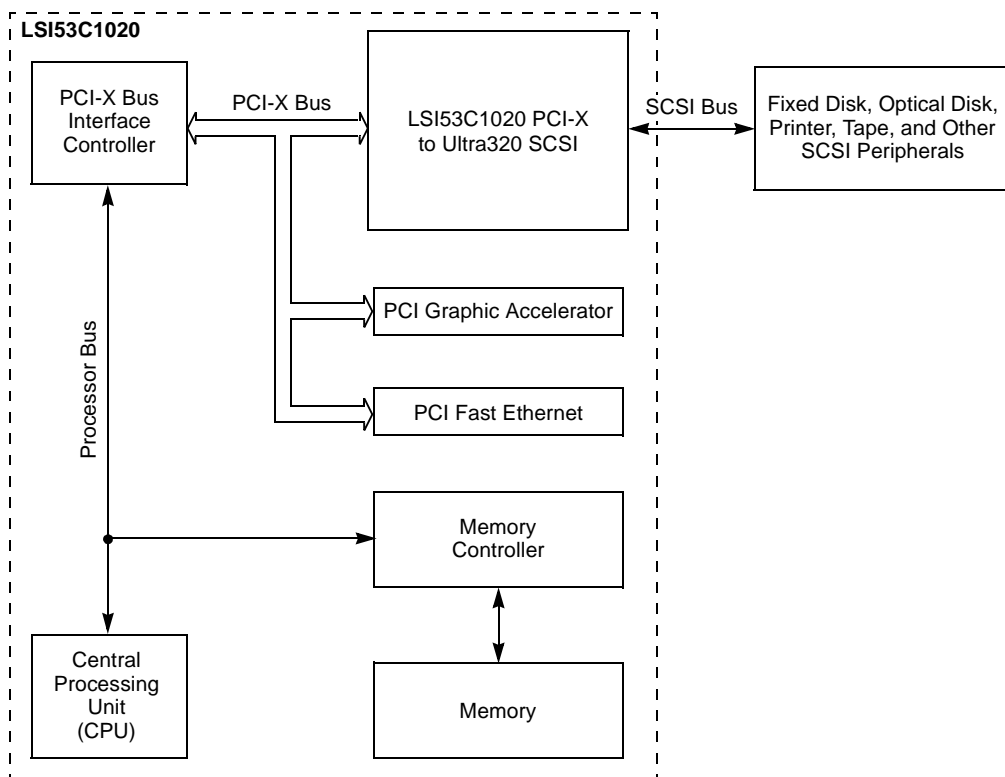 LSI53C1020
PCI-X Bus
Interface
Controller
PCI-X Bus
LSI53C1020 PCI-X
to Ultra320 SCSI
SCSI Bus
Fixed Disk, Optical Disk,
Printer, Tape, and Other
SCSI Peripherals
PCI Graphic Accelerator
Processor Bus
PCI Fast Ethernet
Memory
Controller
Central
Processing
Unit
(CPU)
Memory